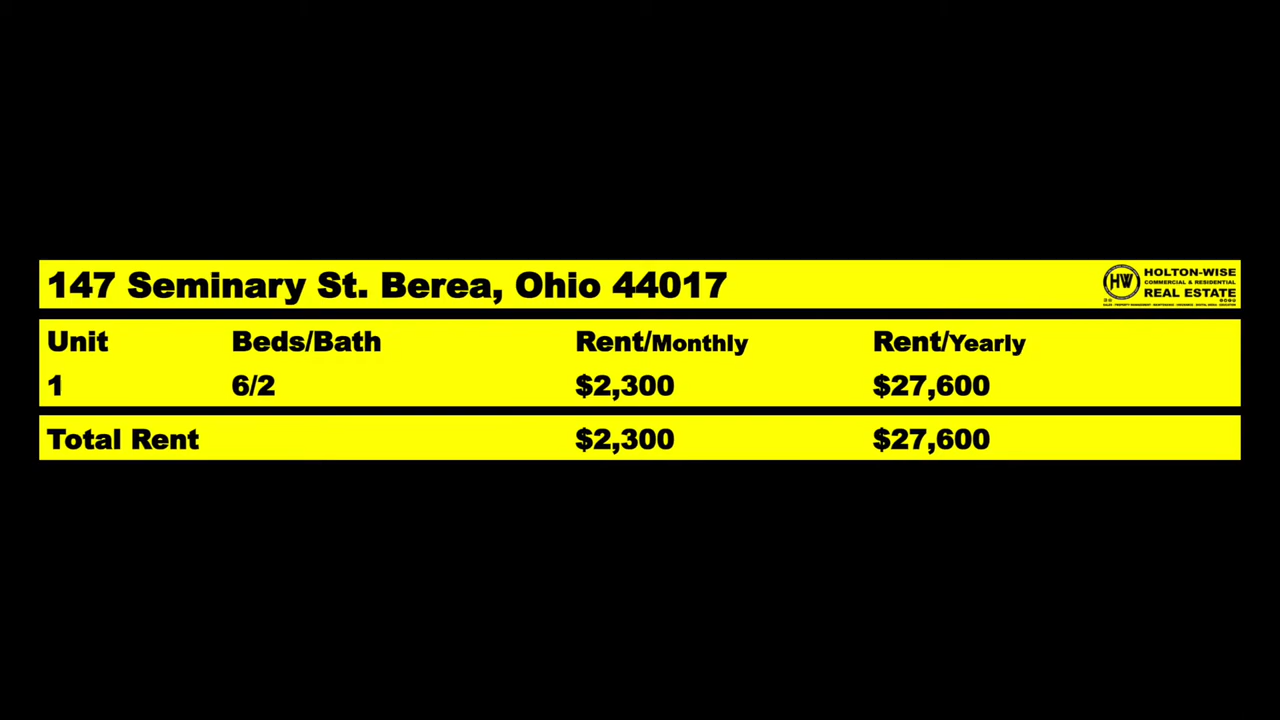 147 Seminary St. Berea, Ohio 44017
HW
HOLTON-WISE
COMMERCIAL & RESIDENTIAL
REAL ESTATE
Unit Beds/Bath Rent/Monthly Rent/Yearly
1 6/2 $2,300 $27,600
Total Rent $2,300 $27,600